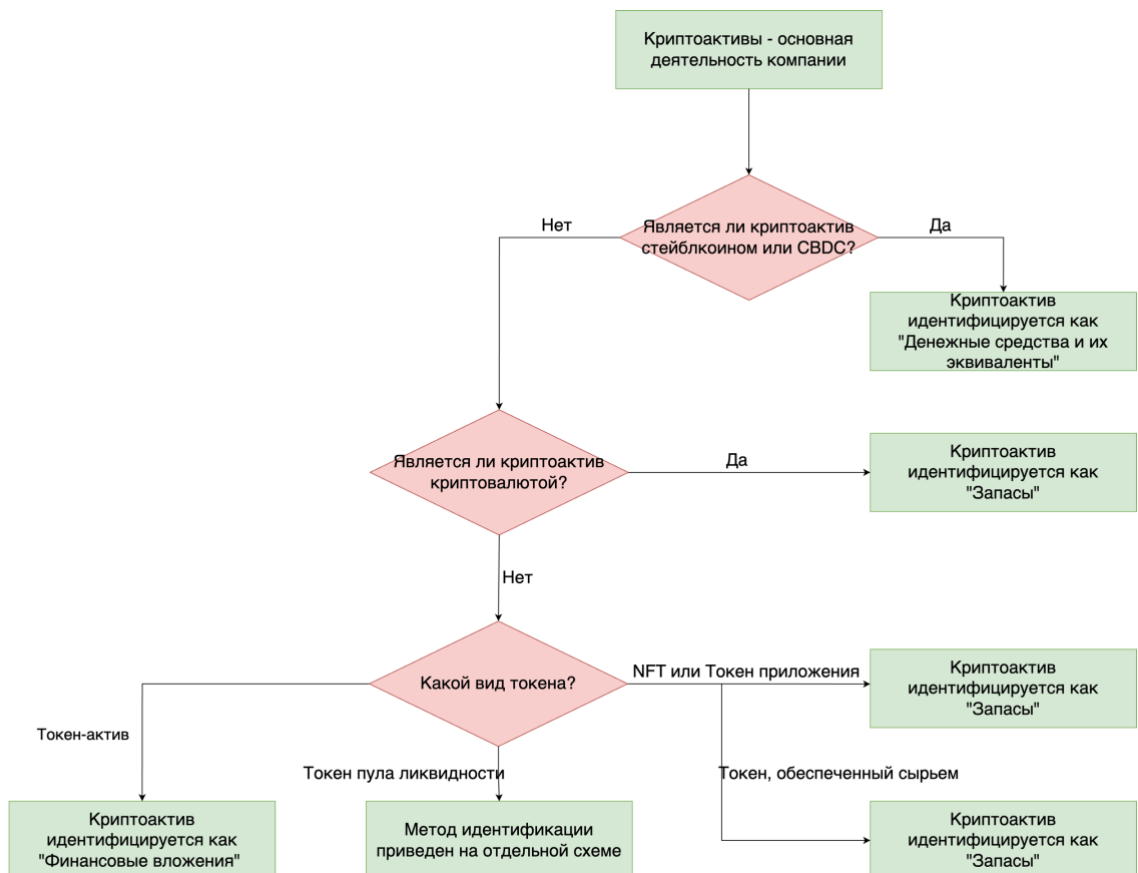 Криптоактивы - основная
деятельность компании
Нет
Является ли криптоактив
стейблкоином или CBDC?
Да
Криптоактив
идентифицируется как
"Денежные средства и их
эквиваленты"
Является ли криптоактив
криптовалютой?
Да
Криптоактив
идентифицируется как
"Запасы"
Нет
Какой вид токена?
NFT или Токен приложения
Криптоактив
идентифицируется как
"Запасы"
Токен-актив
Токен пула ликвидности
Токен, обеспеченный сырьем
Криптоактив
идентифицируется как
"Финансовые вложения"
Метод идентификации
приведен на отдельной схеме
Криптоактив
идентифицируется как
"Запасы"